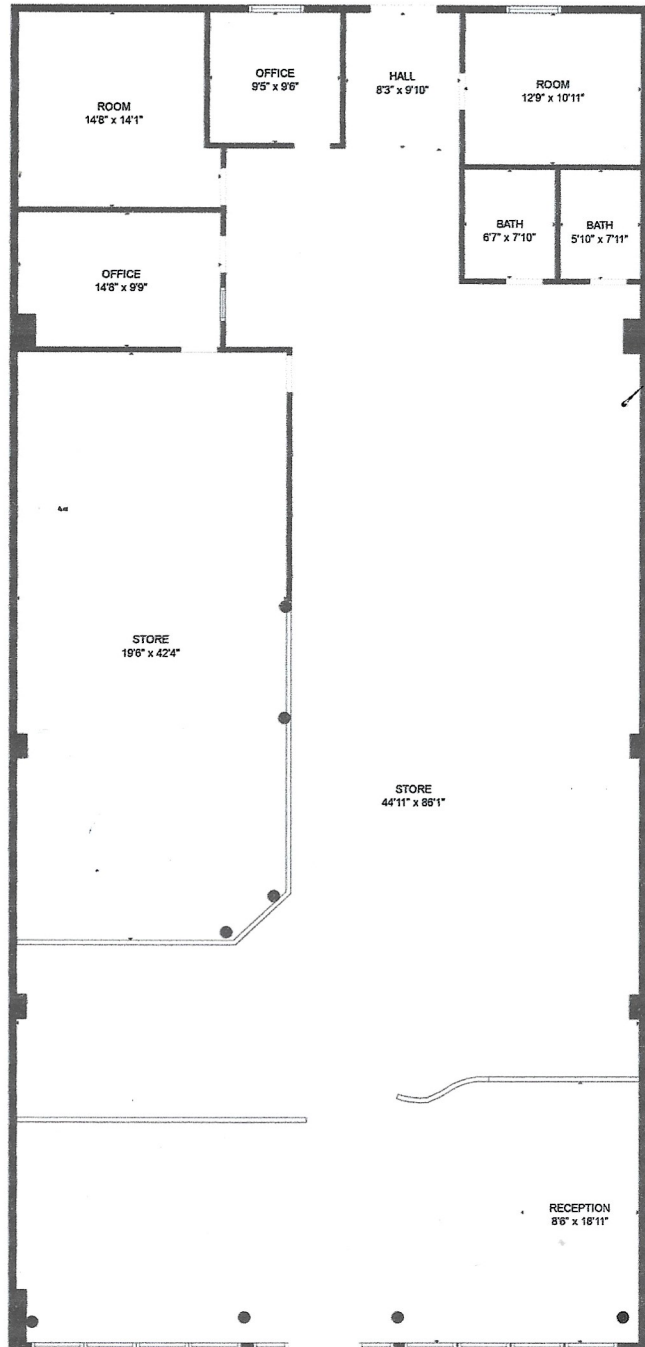 ROOM
14'8" x 14'1"
OFFICE
9'5" x 9'6"
HALL
8'3" x 9'10"
ROOM
12'9" x 10'11"
BATH
6'7" x 7'10"
BATH
5'10" x 7'11"
OFFICE
14'8" x 9'9"
STORE
19'6" x 42'4"
STORE
44'11" x 86'1"
RECEPTION
8'6" x 18'11"